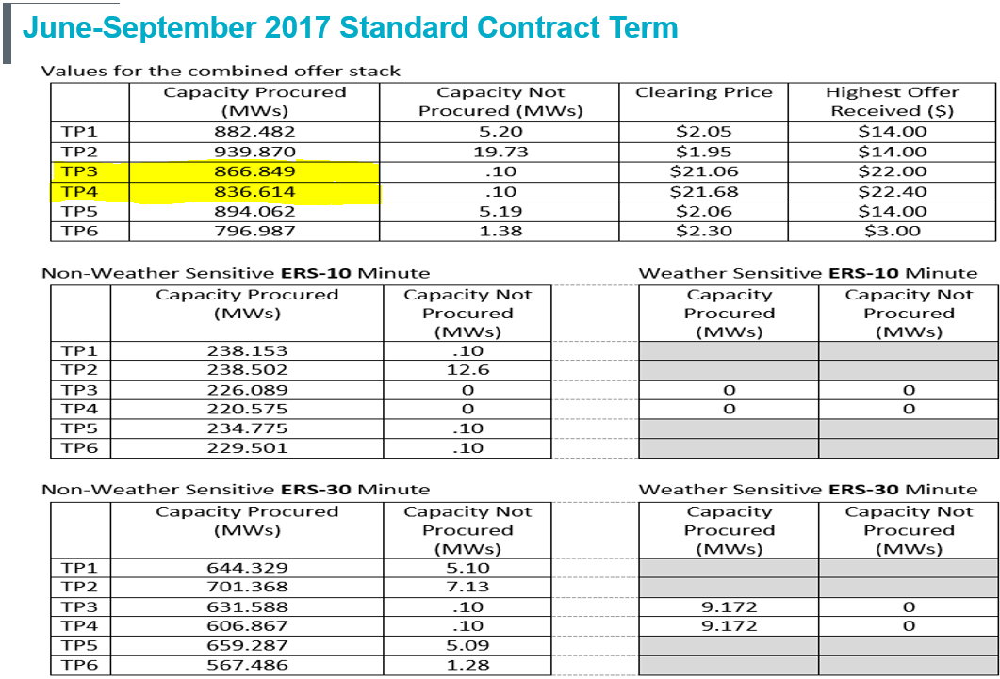 June-September 2017 Standard Contract Term
Values for the combined offer stack
Capacity Procured (MWs) Capacity Not Procured (MWs) Clearing Price Highest Offer Received ($)
TP1 882.482 5.20 $2.05 $14.00
TP2 939.870 19.73 $1.95 $14.00
TP3 866.849 .10 $21.06 $22.00
TP4 836.614 .10 $21.68 $22.40
TP5 894.062 5.19 $2.06 $14.00
TP6 796.987 1.38 $2.30 $3.00
Non-Weather Sensitive ERS-10 Minute Weather Sensitive ERS-10 Minute
Capacity Procured (MWs) Capacity Not Procured (MWs) Capacity Procured (MWs) Capacity Not Procured (MWs)
TP1 238.153 .10
TP2 238.502 12.6
TP3 226.089 0 0 0
TP4 220.575 0 0 0
TP5 234.775 .10
TP6 229.501 .10
Non-Weather Sensitive ERS-30 Minute Weather Sensitive ERS-30 Minute
Capacity Procured (MWs) Capacity Not Procured (MWs) Capacity Procured (MWs) Capacity Not Procured (MWs)
TP1 644.329 5.10
TP2 701.368 7.13
TP3 631.588 .10 9.172 0
TP4 606.867 .10 9.172 0
TP5 659.287 5.09
TP6 567.486 1.28